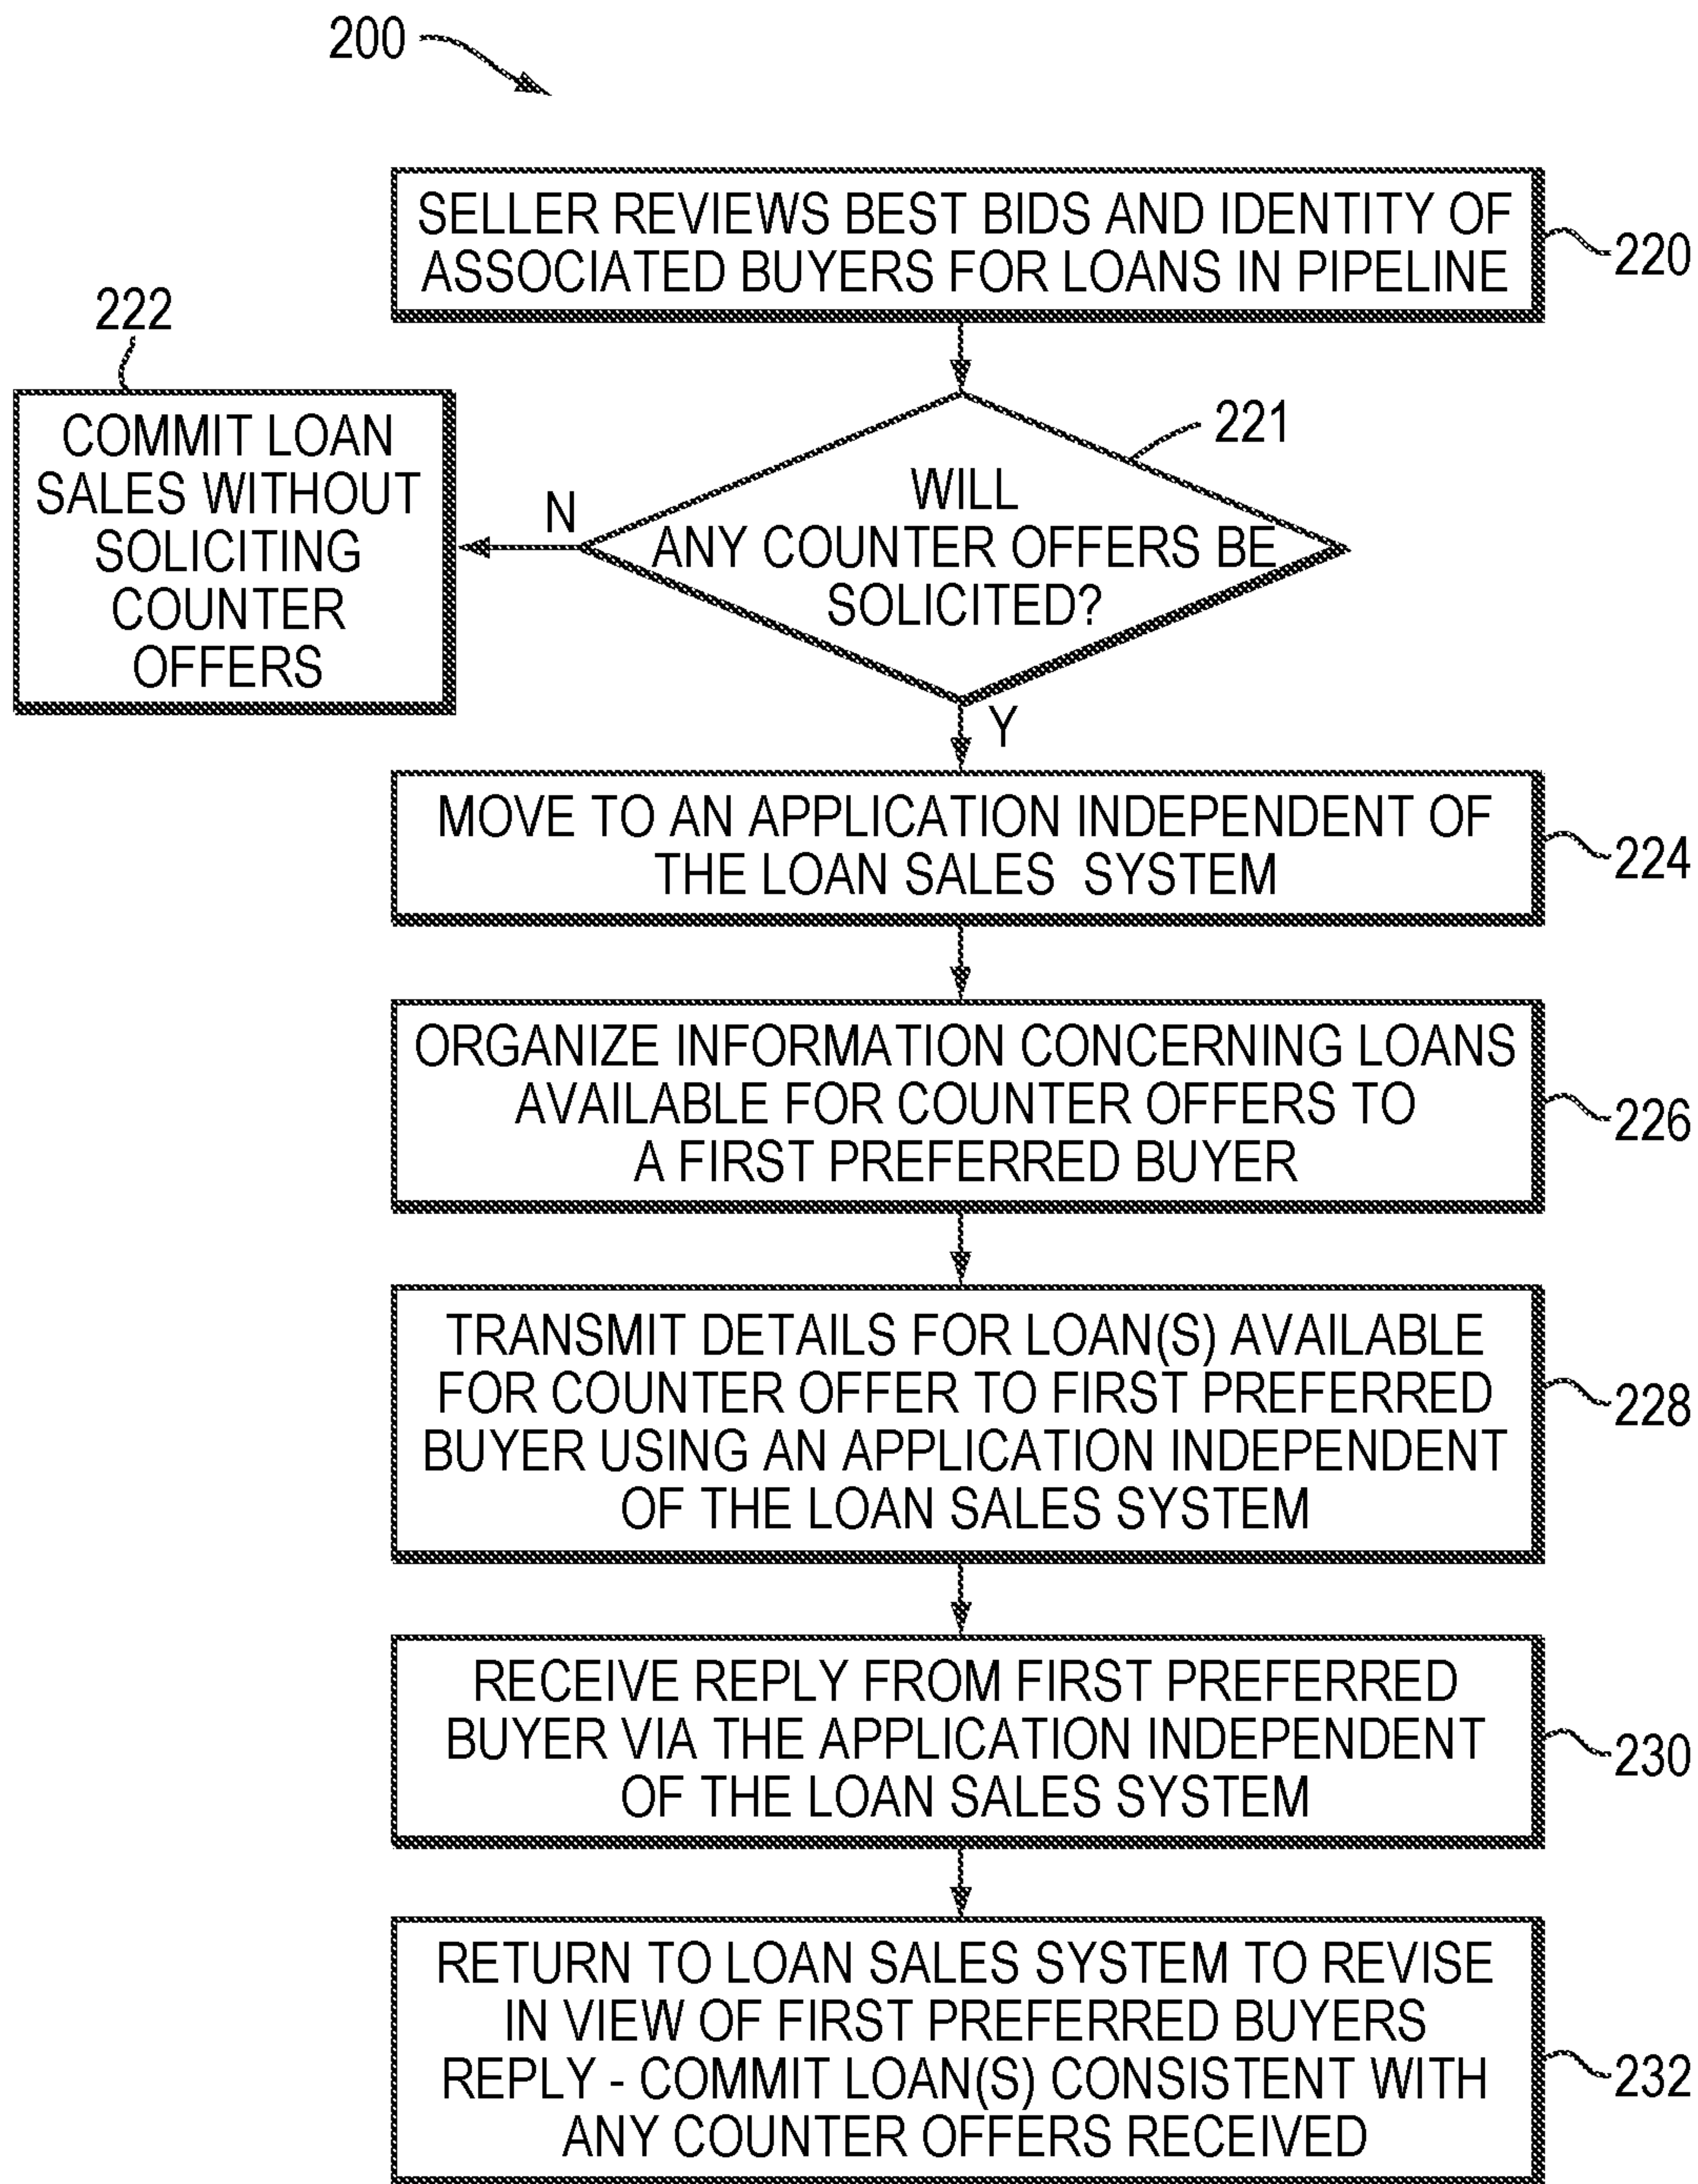 200
SELLER REVIEWS BEST BIDS AND IDENTITY OF
ASSOCIATED BUYERS FOR LOANS IN PIPELINE
220
222
COMMIT LOAN
SALES WITHOUT
SOLICITING
COUNTER
OFFERS
N
221
WILL
ANY COUNTER OFFERS BE
SOLICITED?
Y
MOVE TO AN APPLICATION INDEPENDENT OF
THE LOAN SALES SYSTEM
224
ORGANIZE INFORMATION CONCERNING LOANS
AVAILABLE FOR COUNTER OFFERS TO
A FIRST PREFERRED BUYER
226
TRANSMIT DETAILS FOR LOAN(S) AVAILABLE
FOR COUNTER OFFER TO FIRST PREFERRED
BUYER USING AN APPLICATION INDEPENDENT
OF THE LOAN SALES SYSTEM
228
RECEIVE REPLY FROM FIRST PREFERRED
BUYER VIA THE APPLICATION INDEPENDENT
OF THE LOAN SALES SYSTEM
230
RETURN TO LOAN SALES SYSTEM TO REVISE
IN VIEW OF FIRST PREFERRED BUYERS
REPLY - COMMIT LOAN(S) CONSISTENT WITH
ANY COUNTER OFFERS RECEIVED
232